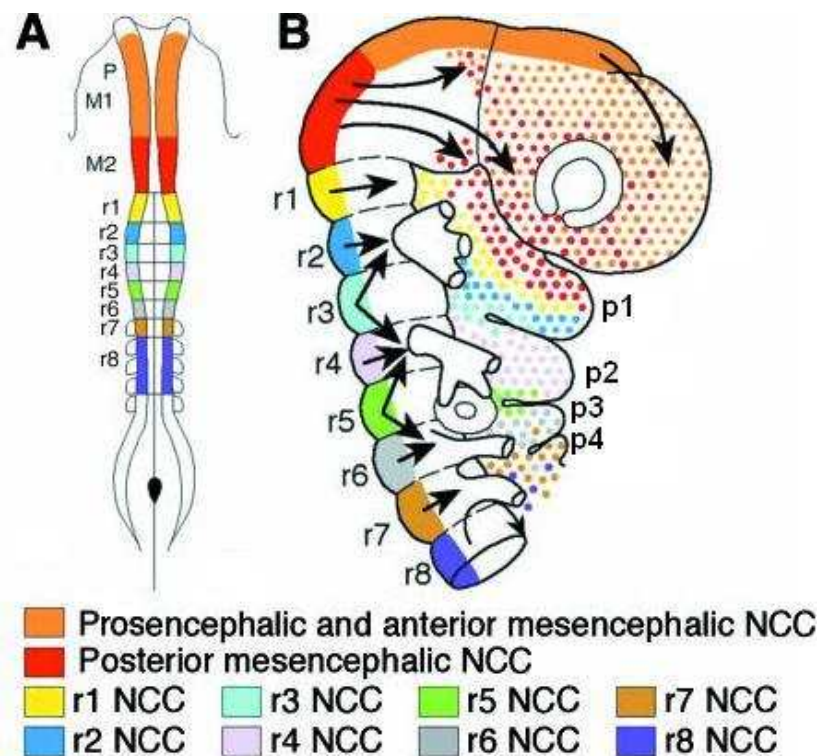 A
B
P
M1
M2
r1
r2
r3
r4
r5
r6
r7
r8
r1
r2
r3
r4
r5
r6
r7
r8
p1
p2
p3
p4
Prosencephalic and anterior mesencephalic NCC
Posterior mesencephalic NCC
r1 NCC r3 NCC r5 NCC r7 NCC
r2 NCC r4 NCC r6 NCC r8 NCC